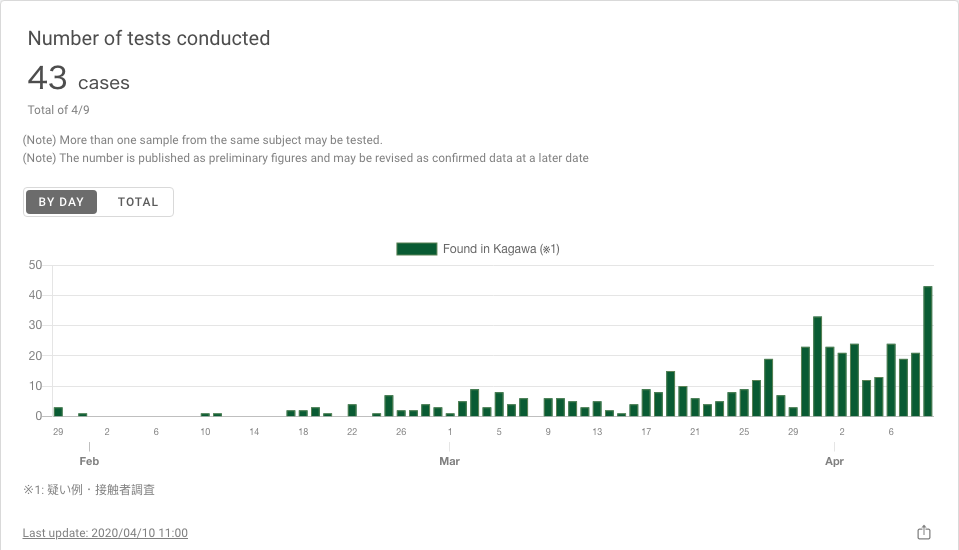 Number of tests conducted
43 cases
Total of 4/9
(Note) More than one sample from the same subject may be tested.
(Note) The number is published as preliminary figures and may be revised as confirmed data at a later date
BY DAY TOTAL
Found in Kagawa (※1)
50
40
30
20
10
0
29 2 6 10 14 18 22 26 1 5 9 13 17 21 25 29 2 6
Feb Mar Apr
※1: 疑い例・接触者調査
Last update: 2020/04/10 11:00